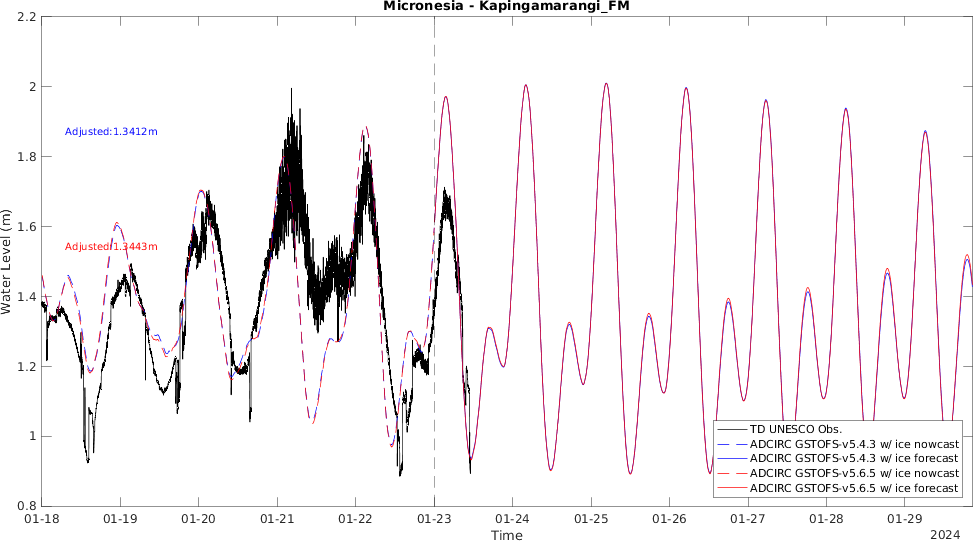 Micronesia - Kapingamarangi_FM
2.2
2
1.8
1.6
1.4
1.2
1
0.8
Water Level (m)
Adjusted:1.3412m
Adjusted:1.3443m
TD UNESCO Obs.
ADCIRC GSTOFS-v5.4.3 w/ ice nowcast
ADCIRC GSTOFS-v5.4.3 w/ ice forecast
ADCIRC GSTOFS-v5.6.5 w/ ice nowcast
ADCIRC GSTOFS-v5.6.5 w/ ice forecast
01-18 01-19 01-20 01-21 01-22 01-23 01-24 01-25 01-26 01-27 01-28 01-29
Time
2024